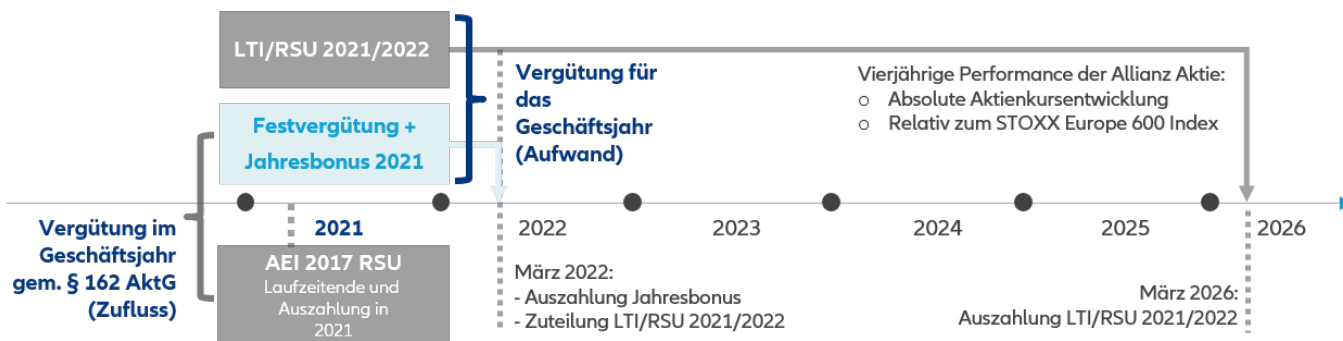 LTI/RSU 2021/2022
Vergütung für
das
Geschäftsjahr
(Aufwand)
Vierjährige Performance der Allianz Aktie:
o Absolute Aktienkursentwicklung
o Relativ zum STOXX Europe 600 Index
Festvergütung +
Jahresbonus 2021
Vergütung im
Geschäftsjahr
gem. § 162 AktG
(Zufluss)
2021
2022
2023
2024
2025
2026
AEI 2017 RSU
Laufzeitende und
Auszahlung in
2021
März 2022:
- Auszahlung Jahresbonus
- Zuteilung LTI/RSU 2021/2022
März 2026:
Auszahlung LTI/RSU 2021/2022